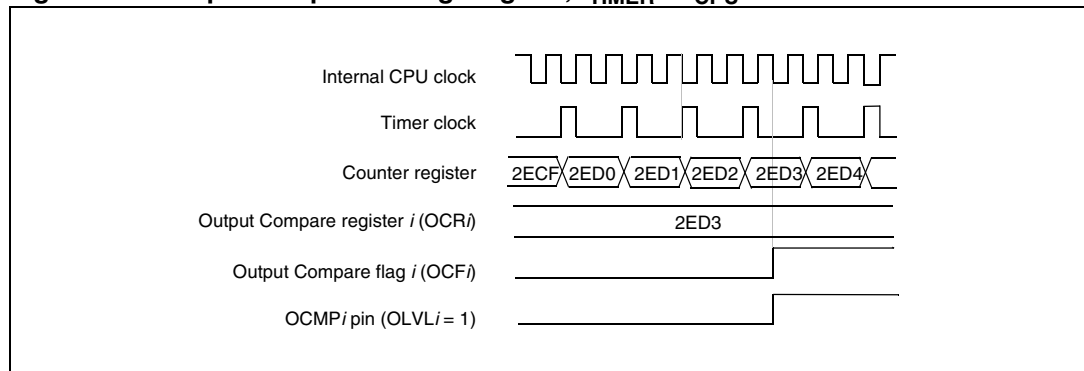 Internal CPU clock
Timer clock
Counter register 2ECF 2ED0 2ED1 2ED2 2ED3 2ED4
Output Compare register i (OCRi) 2ED3
Output Compare flag i (OCFi)
OCMPi pin (OLVLi = 1)